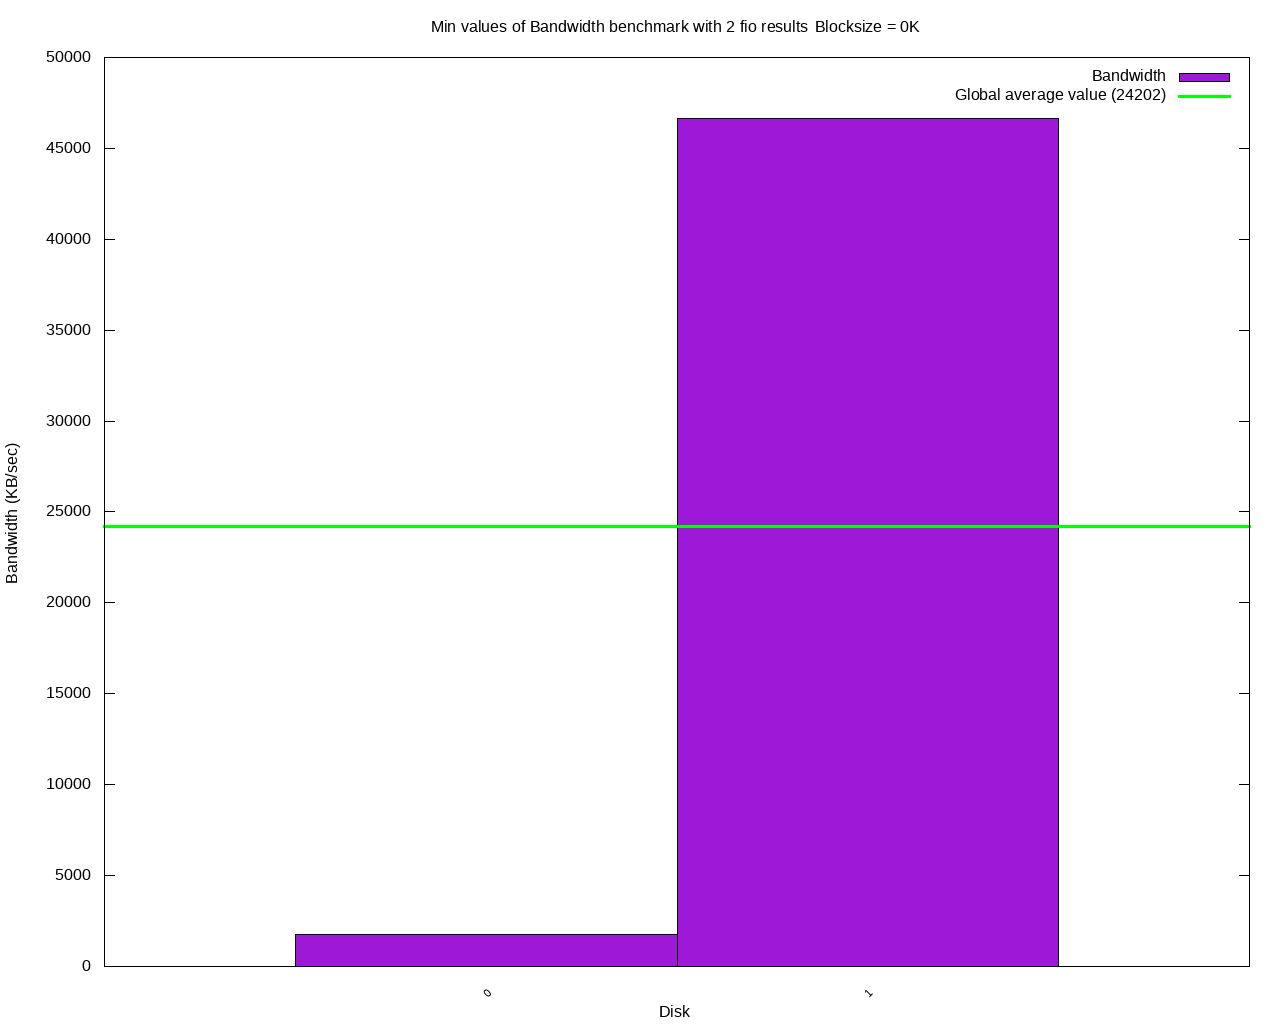 Min values of Bandwidth benchmark with 2 fio results Blocksize = 0K
50000
45000
40000
35000
30000
25000
20000
15000
10000
5000
0
Bandwidth (KB/sec)
Bandwidth
Global average value (24202)
0
1
Disk